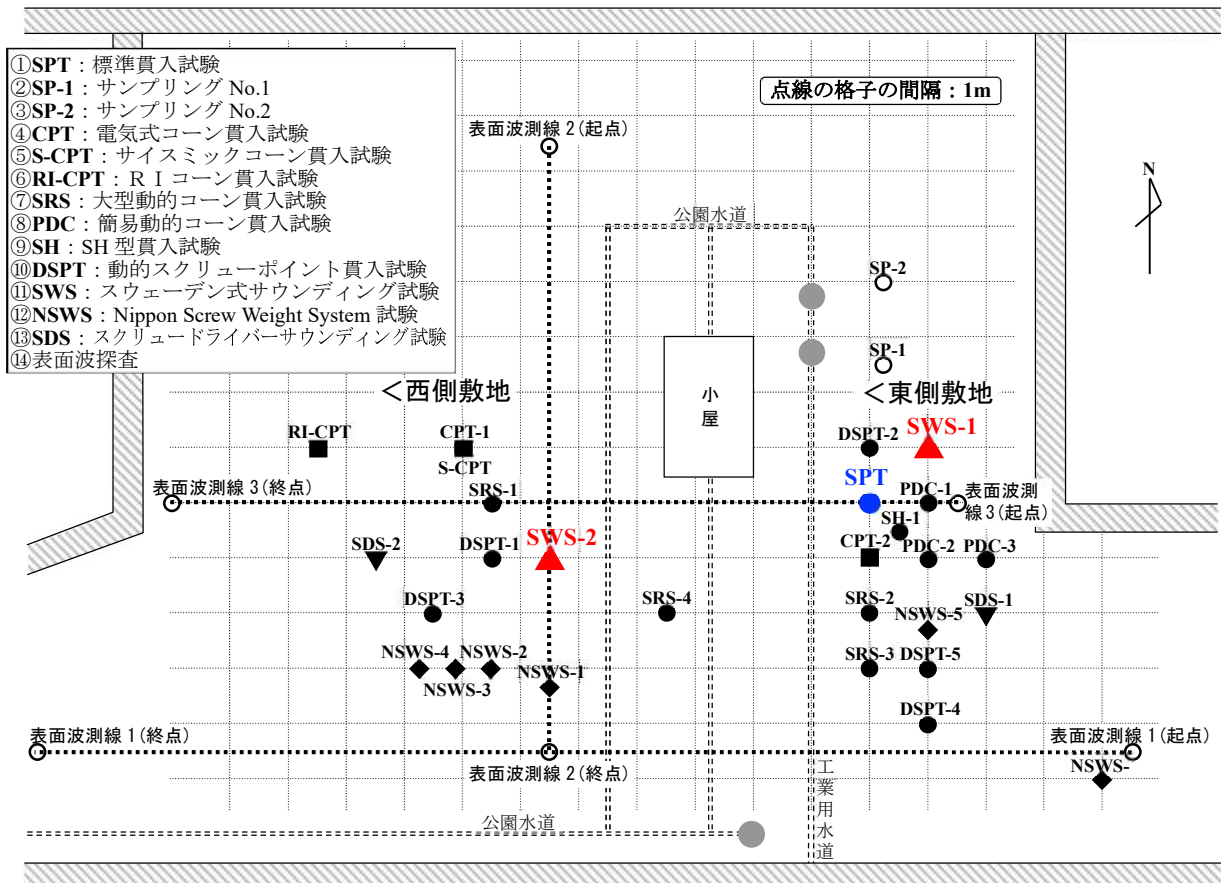 ①SPT：標準貫入試験
②SP-1：サンプリング No.1
③SP-2：サンプリング No.2
④CPT：電気式コーン貫入試験
⑤S-CPT：サイスミックコーン貫入試験
⑥RI-CPT：ＲＩコーン貫入試験
⑦SRS：大型動的コーン貫入試験
⑧PDC：簡易動的コーン貫入試験
⑨SH：SH 型貫入試験
⑩DSPT：動的スクリューポイント貫入試験
⑪SWS：スウェーデン式サウンディング試験
⑫NSWS：Nippon Screw Weight System 試験
⑬SDS：スクリュードライバーサウンディング試験
⑭表面波探査
点線の格子の間隔：1m
表面波測線 2(起点)
N
公園水道
SP-2
SP-1
小屋
＜西側敷地
＜東側敷地
RI-CPT
CPT-1
S-CPT
DSPT-2
SWS-1
SPT
表面波測線 3(終点)
SRS-1
PDC-1
表面波測
線 3(起点)
SH-1
SDS-2
DSPT-1
SWS-2
CPT-2
PDC-2
PDC-3
DSPT-3
SRS-4
SRS-2
NSWS-5
SDS-1
NSWS-4
NSWS-2
NSWS-3
NSWS-1
SRS-3
DSPT-5
DSPT-4
表面波測線 1(終点)
表面波測線 2(終点)
表面波測線 1(起点)
NSWS-
工業用水道
公園水道